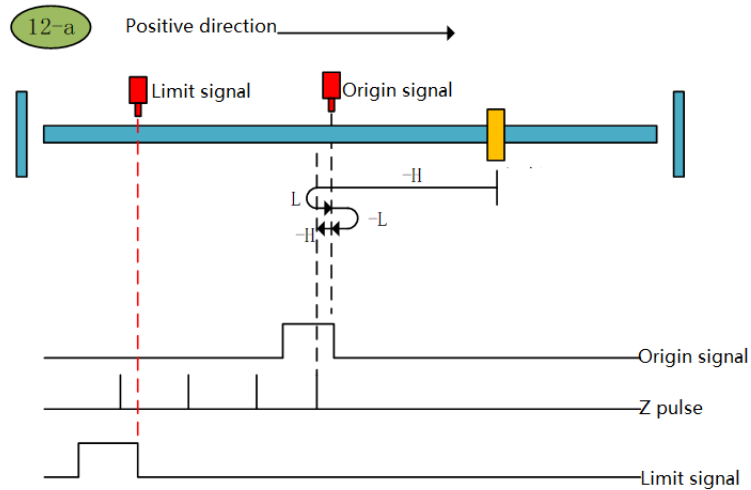 12-a
Positive direction
Limit signal
Origin signal
-H
L
-L
-H
Origin signal
Z pulse
Limit signal